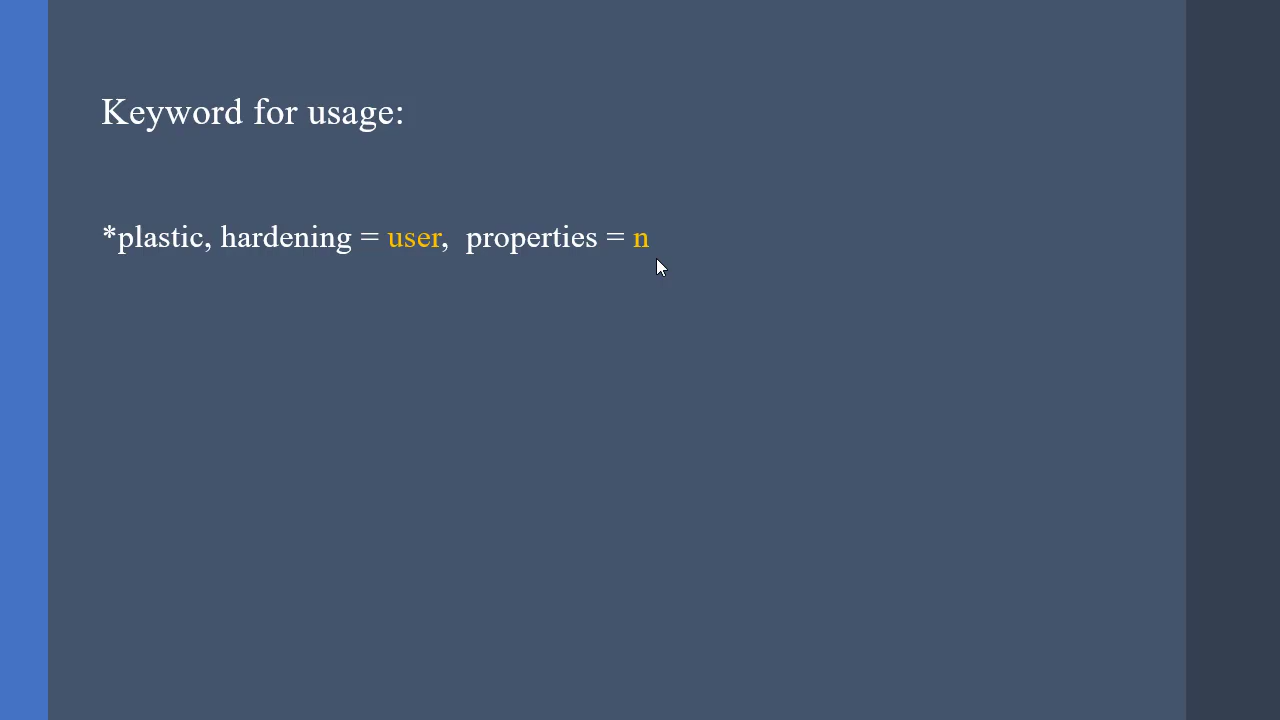 Keyword for usage:
*plastic, hardening = user,  properties = n